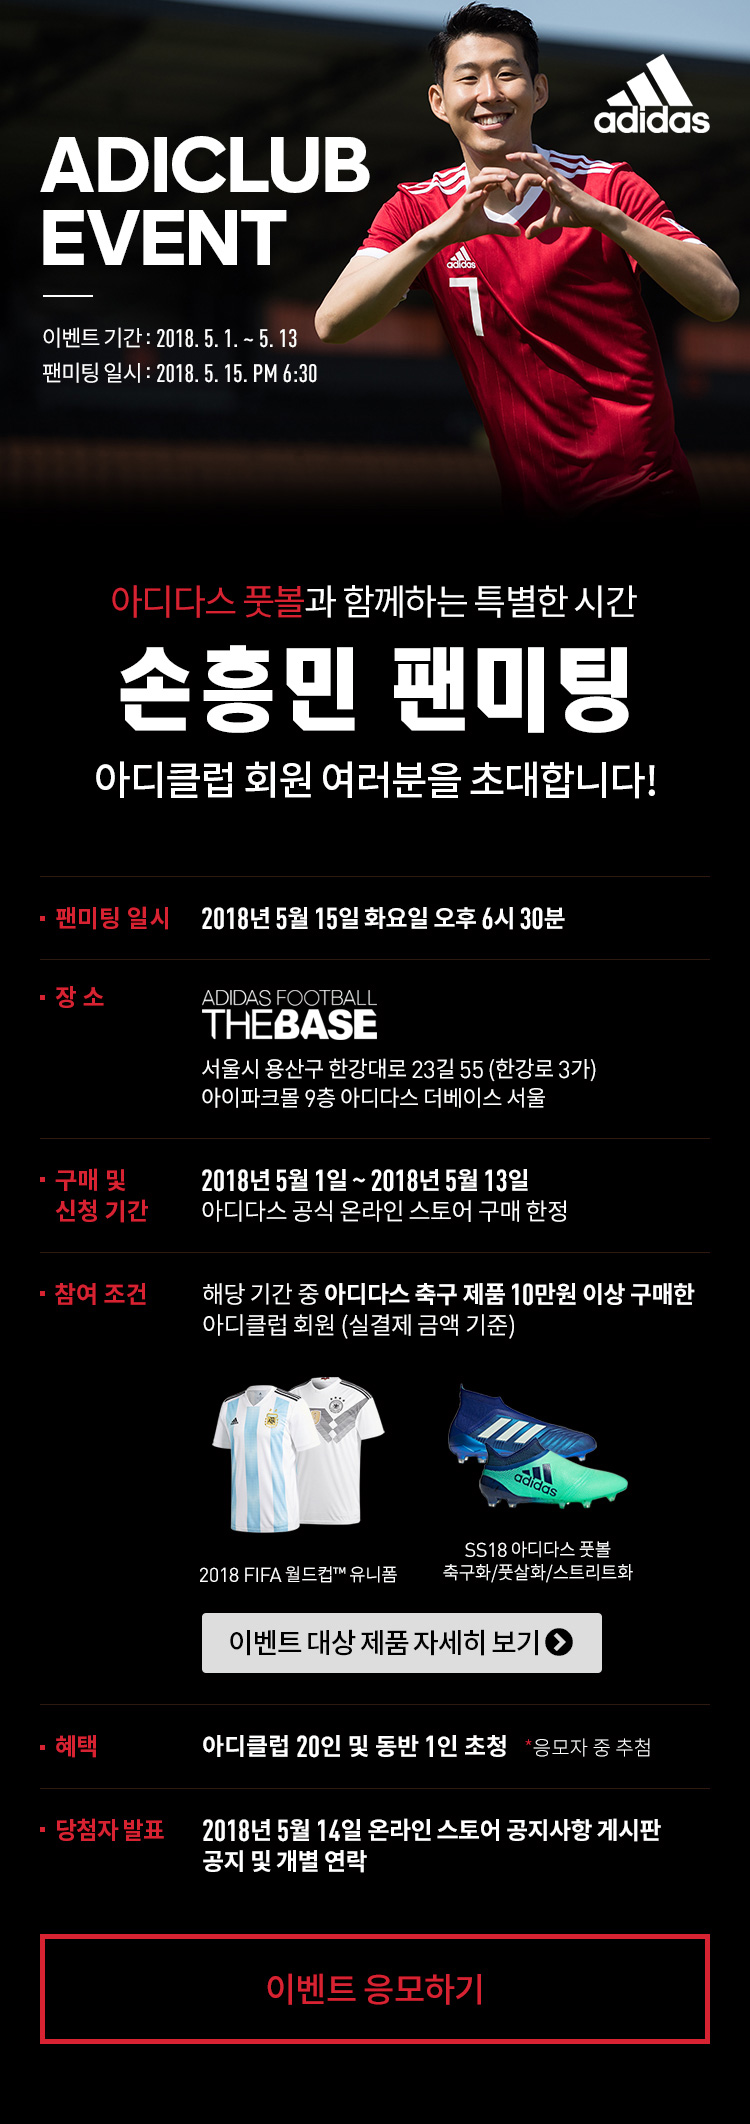 adidas
ADICLUB
EVENT
adidas
7
이벤트 기간 : 2018. 5. 1. ~ 5. 13
팬미팅 일시 : 2018. 5. 15. PM 6:30
아디다스 풋볼과 함께하는 특별한 시간
손흥민 팬미팅
아디클럽 회원 여러분을 초대합니다!
팬미팅 일시 2018년 5월 15일 화요일 오후 6시 30분
장 소 ADIDAS FOOTBALL
THEBASE
서울시 용산구 한강대로 23길 55 (한강로 3가)
아이파크몰 9층 아디다스 더베이스 서울
구매 및 2018년 5월 1일 ~ 2018년 5월 13일
신청 기간 아디다스 공식 온라인 스토어 구매 한정
참여 조건 해당 기간 중 아디다스 축구 제품 10만원 이상 구매한
아디클럽 회원 (실결제 금액 기준)
adidas
2018 FIFA 월드컵™ 유니폼
SS18 아디다스 풋볼
축구화/풋살화/스트리트화
이벤트 대상 제품 자세히 보기
혜택 아디클럽 20인 및 동반 1인 초청 *응모자 중 추첨
당첨자 발표 2018년 5월 14일 온라인 스토어 공지사항 게시판
공지 및 개별 연락
이벤트 응모하기